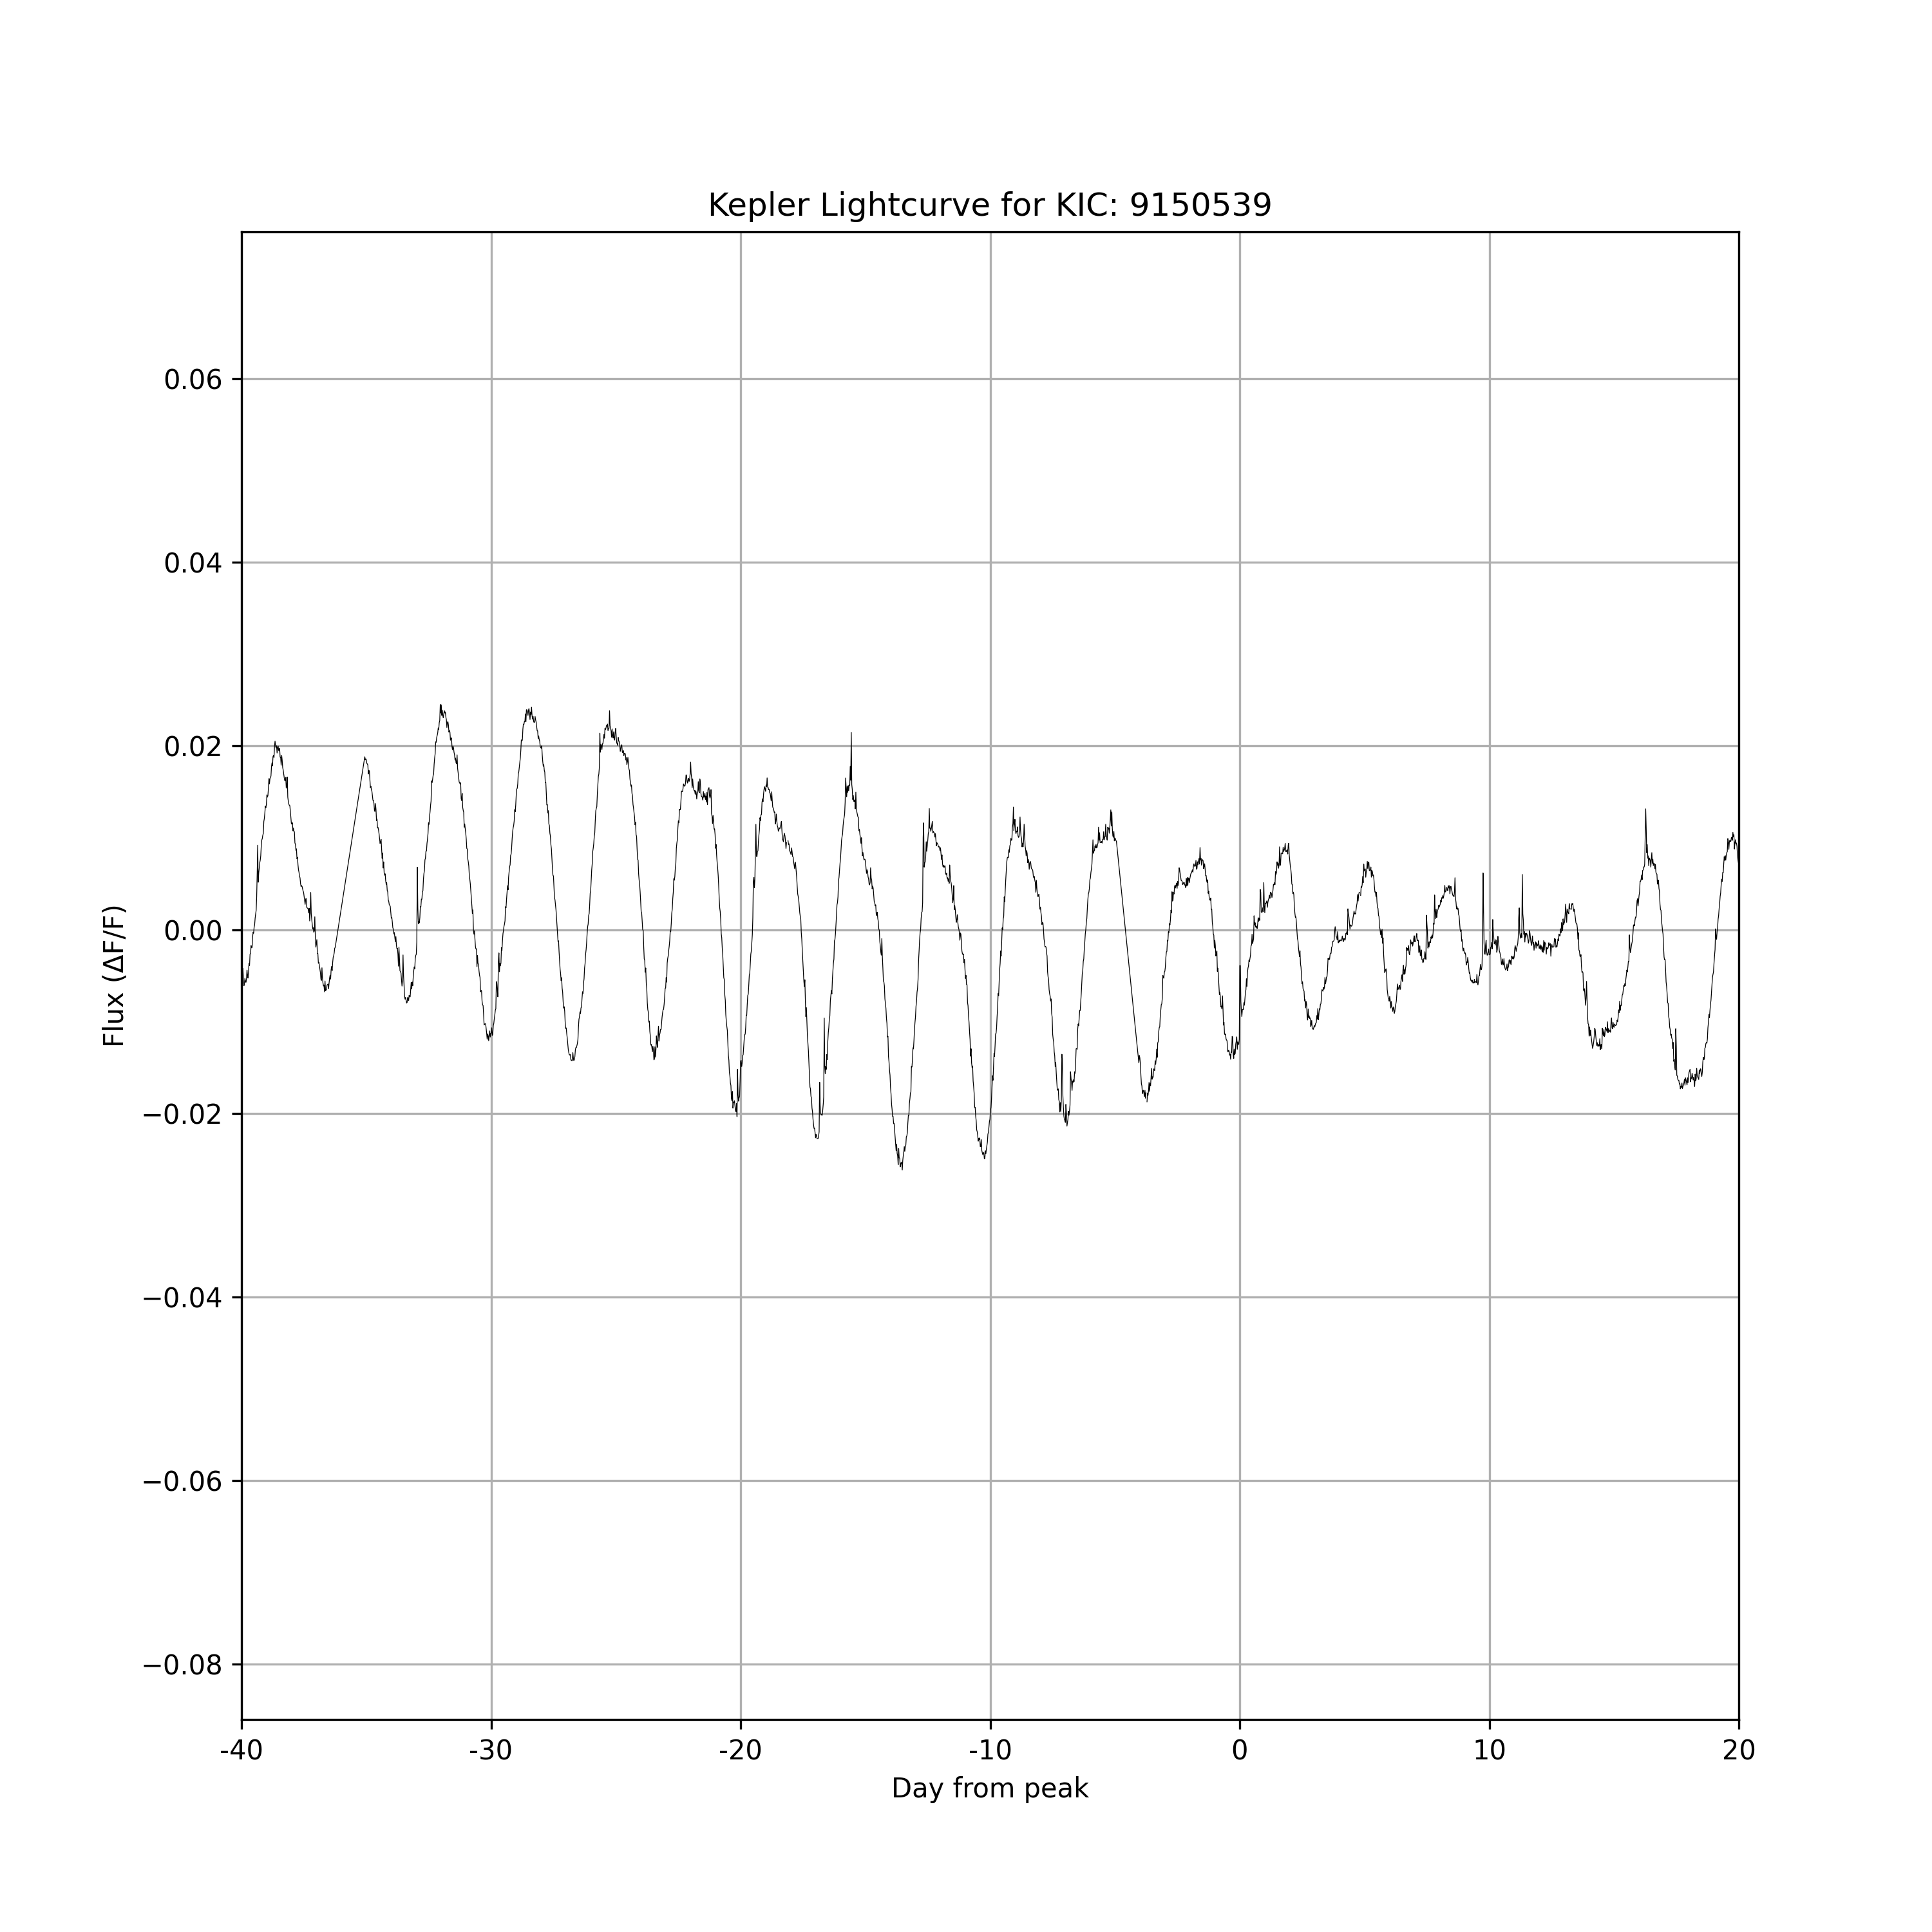 Kepler Lightcurve for KIC: 9150539
Flux (ΔF/F)
0.06
0.04
0.02
0.00
−0.02
−0.04
−0.06
−0.08
-40 -30 -20 -10 0 10 20
Day from peak